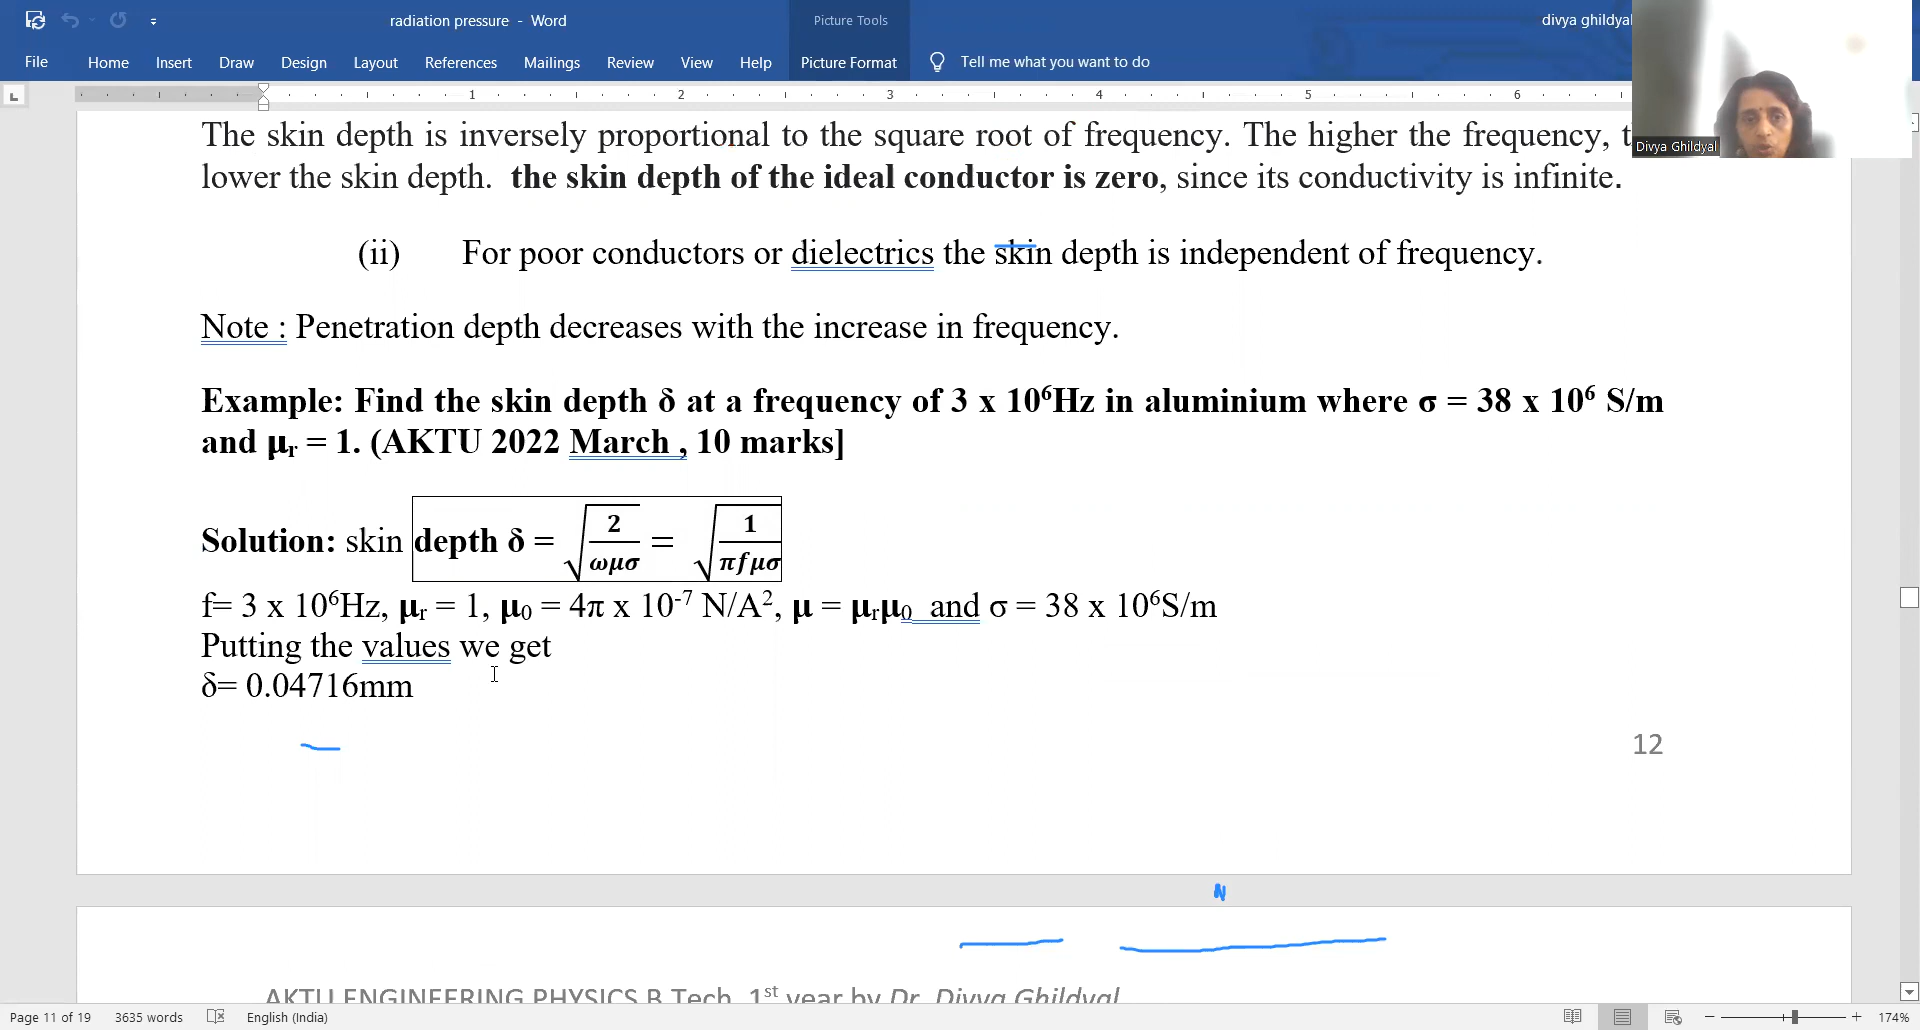 radiation pressure - Word
Picture Tools
divya ghildyal
File Home Insert Draw Design Layout References Mailings Review View Help Picture Format Tell me what you want to do
1 2 3 4 5 6
Divya Ghildyal
The skin depth is inversely proportional to the square root of frequency. The higher the frequency,
lower the skin depth. the skin depth of the ideal conductor is zero, since its conductivity is infinite.
(ii) For poor conductors or dielectrics the skin depth is independent of frequency.
Note : Penetration depth decreases with the increase in frequency.
Example: Find the skin depth δ at a frequency of 3 x 10⁶Hz in aluminium where σ = 38 x 10⁶ S/m
and μᵣ = 1. (AKTU 2022 March , 10 marks]
Solution: skin depth δ = √(2/ωμσ) = √(1/πfμσ)
f= 3 x 10⁶Hz, μᵣ = 1, μ₀ = 4π x 10⁻⁷ N/A², μ = μᵣμ₀ and σ = 38 x 10⁶S/m
Putting the values we get
δ= 0.04716mm
12
N
AKTU ENGINEERING PHYSICS B.Tech. 1st year by Dr. Divya Ghildyal
Page 11 of 19 3635 words English (India) 174%